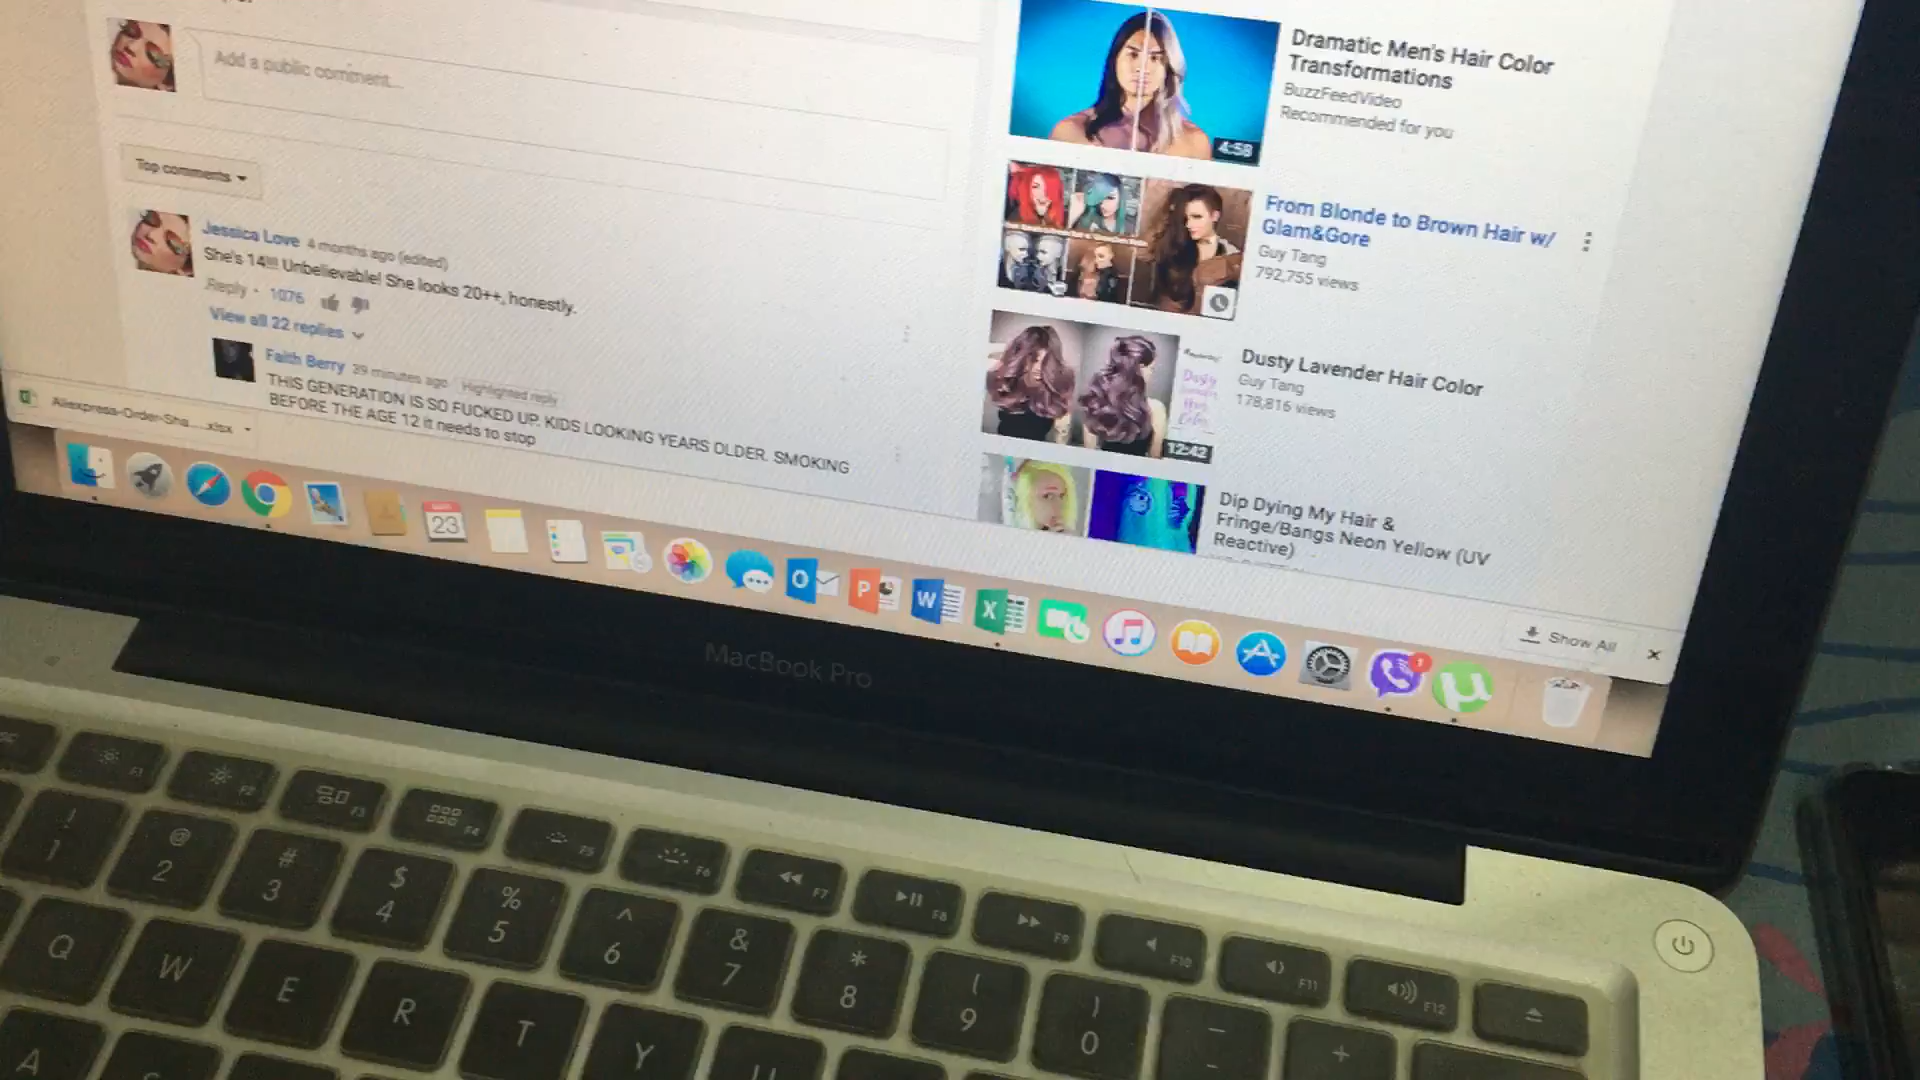 Add a public comment...
Top comments
Jessica Love 4 months ago (edited)
She's 14!!! Unbelievable! She looks 20++, honestly.
Reply • 1076
View all 22 replies
Faith Berry 29 minutes ago Highlighted reply
THIS GENERATION IS SO FUCKED UP. KIDS LOOKING YEARS OLDER. SMOKING
BEFORE THE AGE 12 it needs to stop
Dramatic Men's Hair Color
Transformations
BuzzFeedVideo
Recommended for you
4:58
From Blonde to Brown Hair w/
Glam&Gore
Guy Tang
792,755 views
Dusty Lavender Hair Color
Guy Tang
178,816 views
Dusty
12:42
Dip Dying My Hair &
Fringe/Bangs Neon Yellow (UV
Reactive)
Aliexpress-Order-Sha....xlsx
Show All
23
O
P
W
X
1
µ
MacBook Pro
F1 F2 F3 F4 F5 F6 F7 F8 F9 F10 F11 F12
! @ # $ % ^ & * ( )
1 2 3 4 5 6 7 8 9 0 - +
Q W E R T Y U
A S